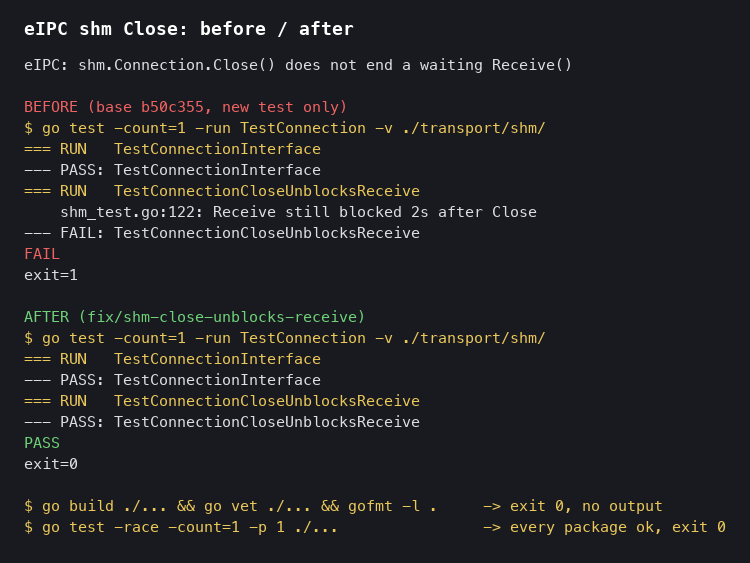 eIPC shm Close: before / after
eIPC: shm.Connection.Close() does not end a waiting Receive()
BEFORE (base b50c355, new test only)
$ go test -count=1 -run TestConnection -v ./transport/shm/
=== RUN   TestConnectionInterface
--- PASS: TestConnectionInterface
=== RUN   TestConnectionCloseUnblocksReceive
    shm_test.go:122: Receive still blocked 2s after Close
--- FAIL: TestConnectionCloseUnblocksReceive
FAIL
exit=1
AFTER (fix/shm-close-unblocks-receive)
$ go test -count=1 -run TestConnection -v ./transport/shm/
=== RUN   TestConnectionInterface
--- PASS: TestConnectionInterface
=== RUN   TestConnectionCloseUnblocksReceive
--- PASS: TestConnectionCloseUnblocksReceive
PASS
exit=0
$ go build ./... && go vet ./... && gofmt -l .     -> exit 0, no output
$ go test -race -count=1 -p 1 ./...                -> every package ok, exit 0